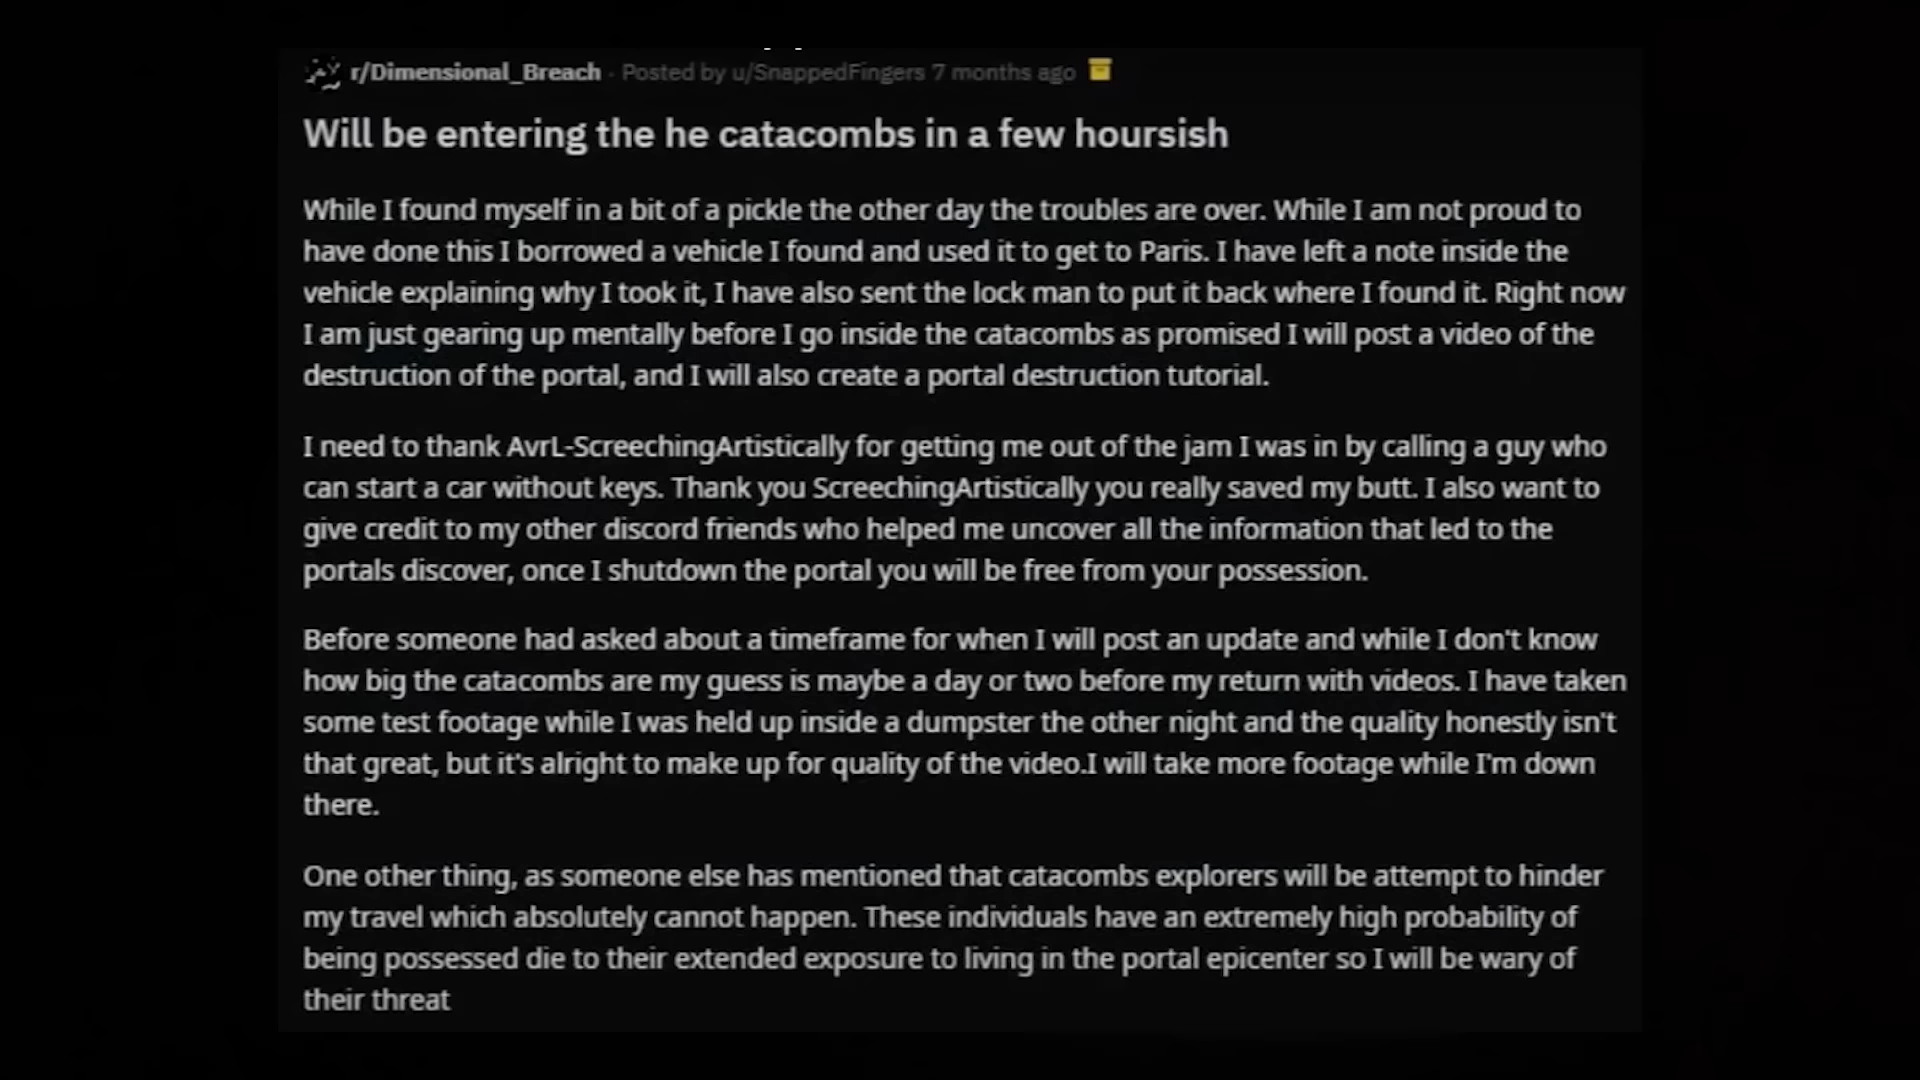 r/Dimensional_Breach · Posted by u/SnappedFingers 7 months ago
Will be entering the he catacombs in a few hoursish
While I found myself in a bit of a pickle the other day the troubles are over. While I am not proud to
have done this I borrowed a vehicle I found and used it to get to Paris. I have left a note inside the
vehicle explaining why I took it, I have also sent the lock man to put it back where I found it. Right now
I am just gearing up mentally before I go inside the catacombs as promised I will post a video of the
destruction of the portal, and I will also create a portal destruction tutorial.
I need to thank AvrL-ScreechingArtistically for getting me out of the jam I was in by calling a guy who
can start a car without keys. Thank you ScreechingArtistically you really saved my butt. I also want to
give credit to my other discord friends who helped me uncover all the information that led to the
portals discover, once I shutdown the portal you will be free from your possession.
Before someone had asked about a timeframe for when I will post an update and while I don't know
how big the catacombs are my guess is maybe a day or two before my return with videos. I have taken
some test footage while I was held up inside a dumpster the other night and the quality honestly isn't
that great, but it's alright to make up for quality of the video.I will take more footage while I'm down
there.
One other thing, as someone else has mentioned that catacombs explorers will be attempt to hinder
my travel which absolutely cannot happen. These individuals have an extremely high probability of
being possessed die to their extended exposure to living in the portal epicenter so I will be wary of
their threat